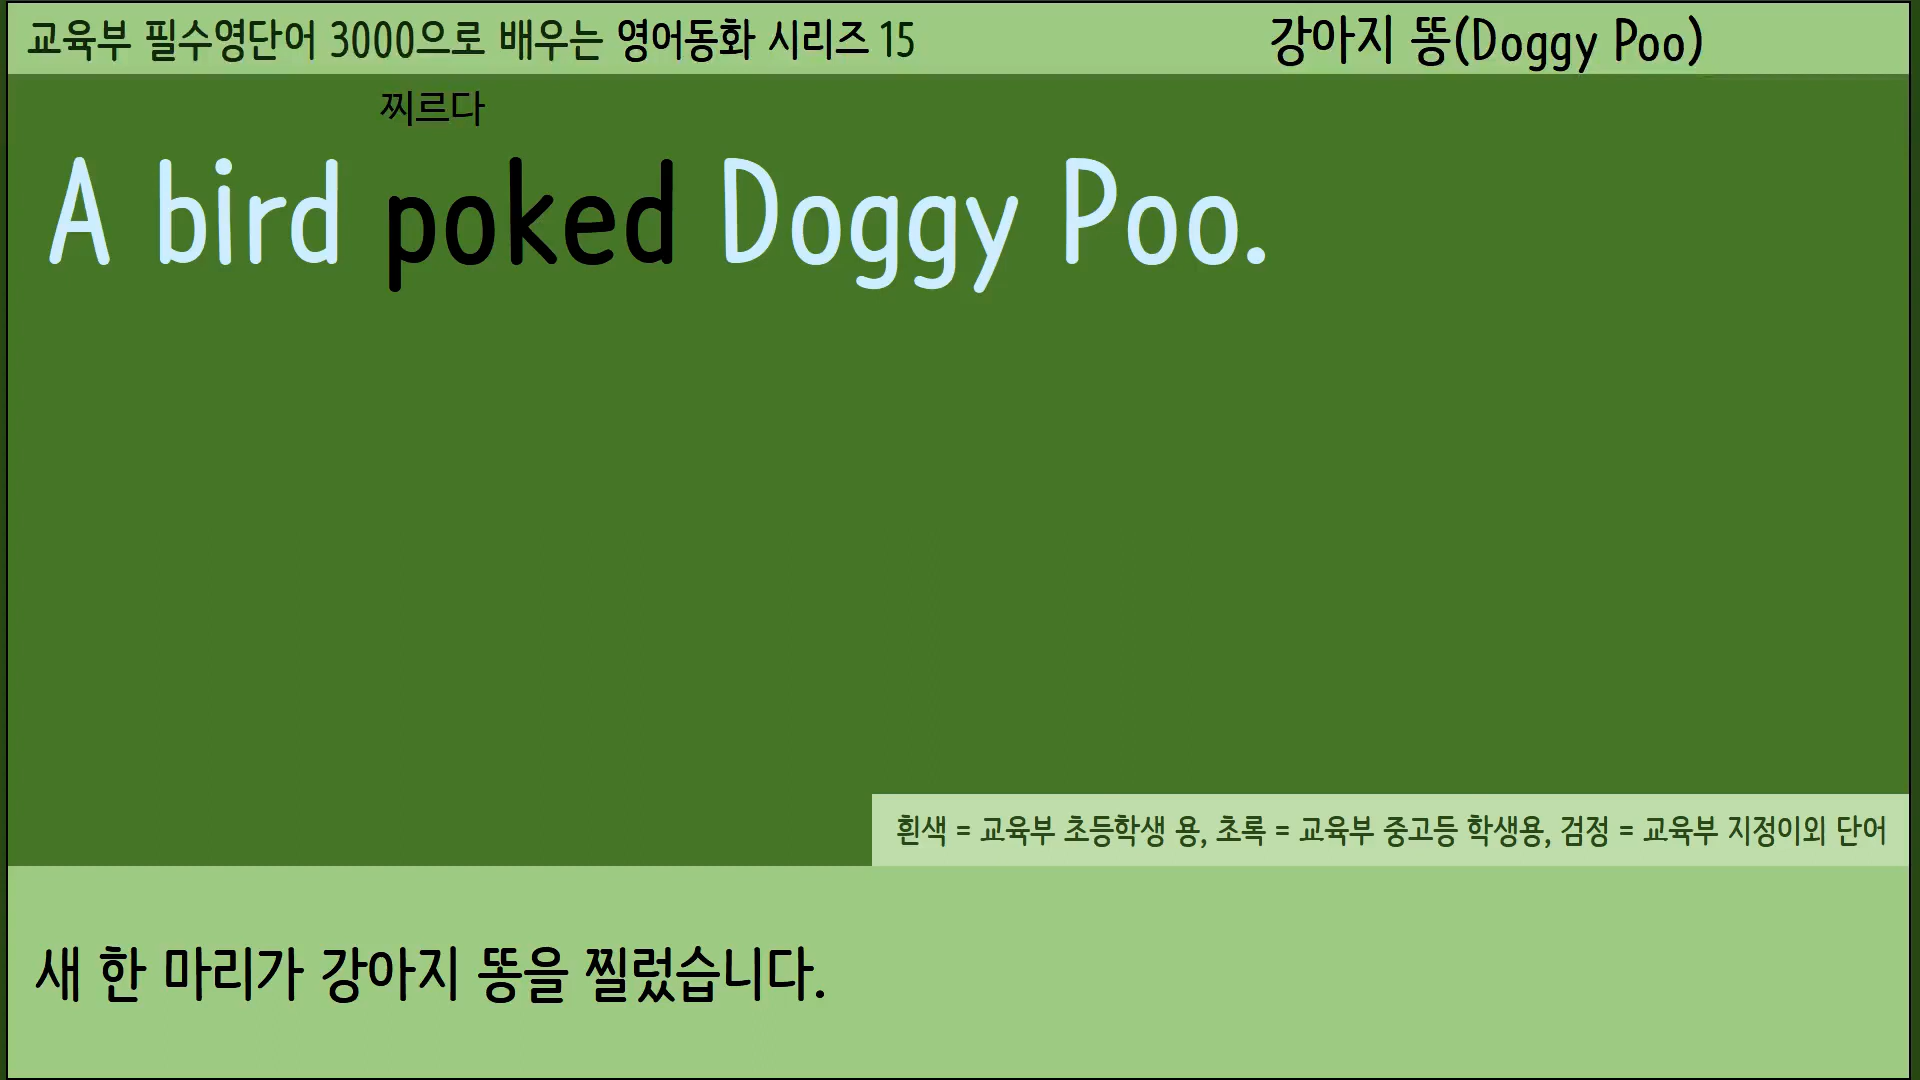 교육부 필수영단어 3000으로 배우는 영어동화 시리즈 15
강아지 똥(Doggy Poo)
찌르다
A bird poked Doggy Poo.
흰색 = 교육부 초등학생 용, 초록 = 교육부 중고등 학생용, 검정 = 교육부 지정이외 단어
새 한 마리가 강아지 똥을 찔렀습니다.